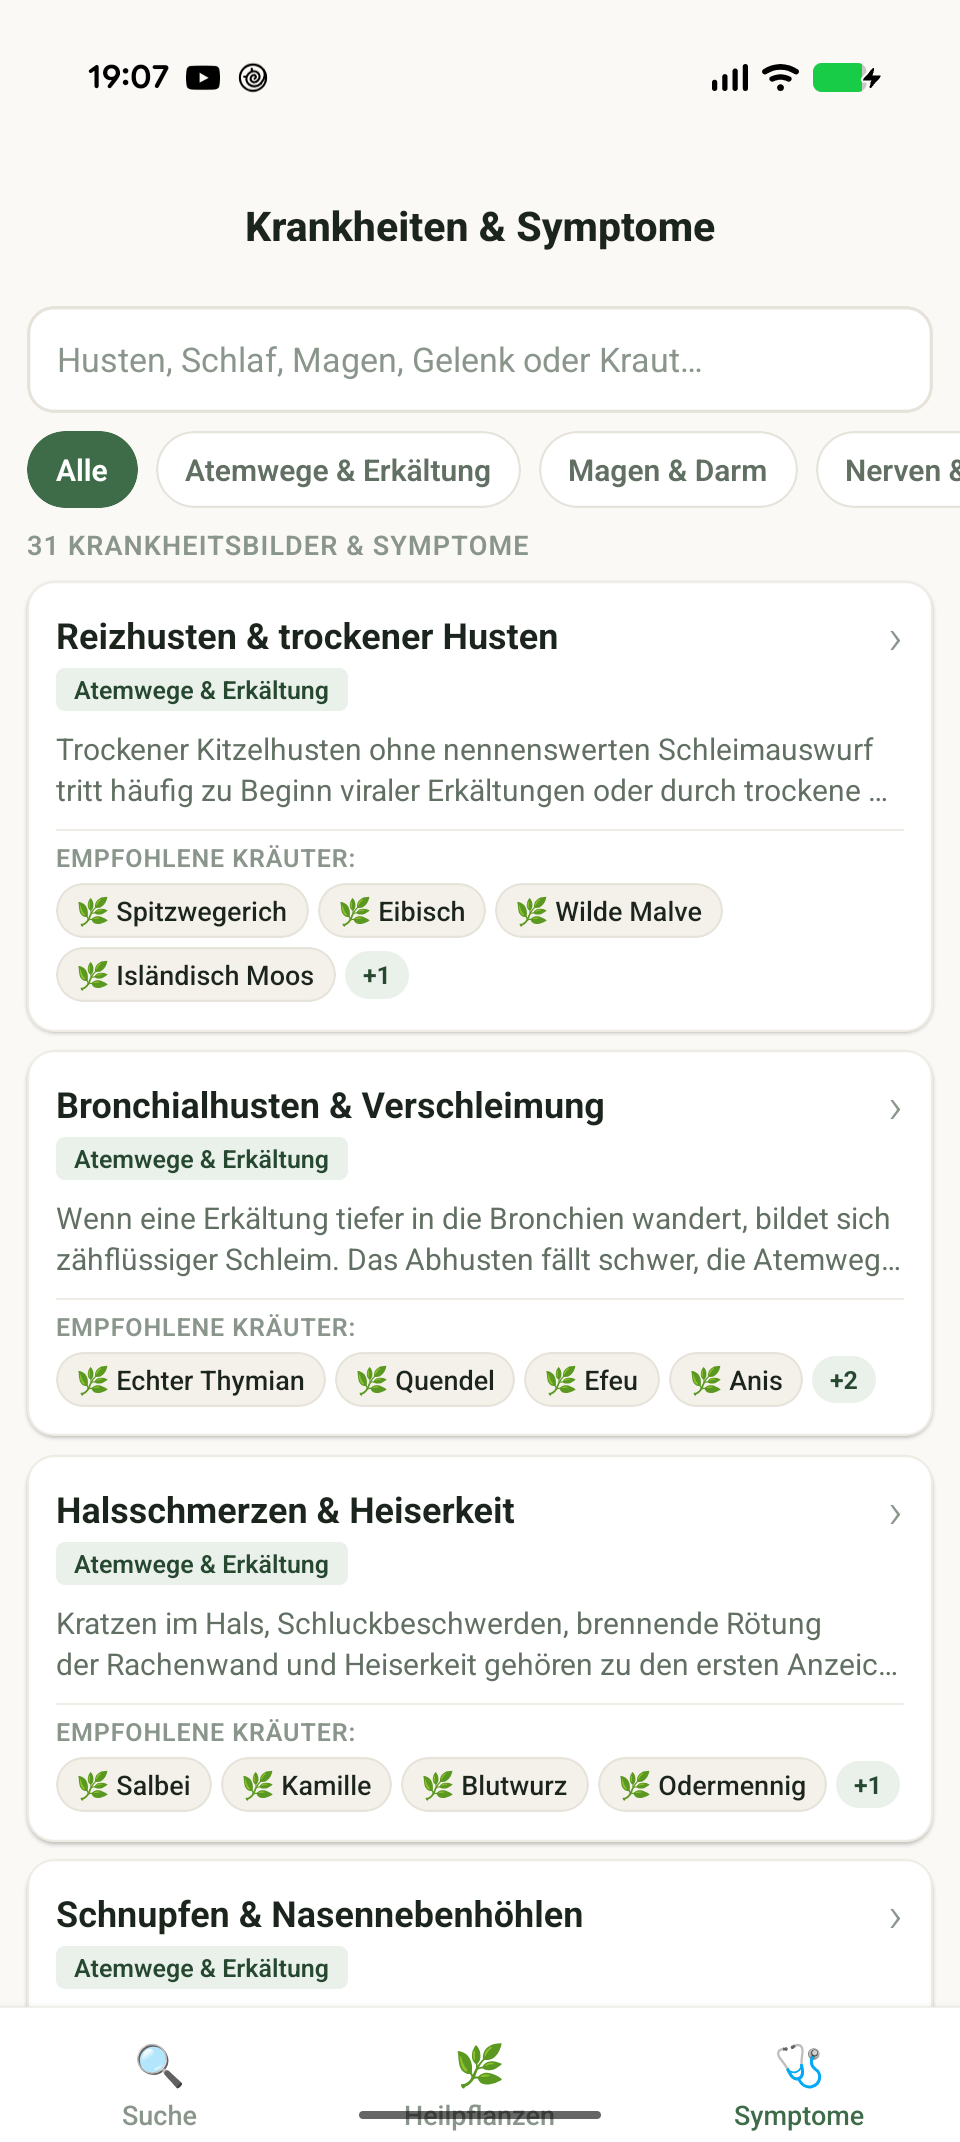 19:07
Krankheiten & Symptome
Husten, Schlaf, Magen, Gelenk oder Kraut...
Alle
Atemwege & Erkältung
Magen & Darm
Nerven &
31 KRANKHEITSBILDER & SYMPTOME
Reizhusten & trockener Husten
Atemwege & Erkältung
Trockener Kitzelhusten ohne nennenswerten Schleimauswurf
tritt häufig zu Beginn viraler Erkältungen oder durch trockene ...
EMPFOHLENE KRÄUTER:
Spitzwegerich
Eibisch
Wilde Malve
Isländisch Moos
+1
Bronchialhusten & Verschleimung
Atemwege & Erkältung
Wenn eine Erkältung tiefer in die Bronchien wandert, bildet sich
zähflüssiger Schleim. Das Abhusten fällt schwer, die Atemweg...
EMPFOHLENE KRÄUTER:
Echter Thymian
Quendel
Efeu
Anis
+2
Halsschmerzen & Heiserkeit
Atemwege & Erkältung
Kratzen im Hals, Schluckbeschwerden, brennende Rötung
der Rachenwand und Heiserkeit gehören zu den ersten Anzeic...
EMPFOHLENE KRÄUTER:
Salbei
Kamille
Blutwurz
Odermennig
+1
Schnupfen & Nasennebenhöhlen
Atemwege & Erkältung
Suche
Heilpflanzen
Symptome